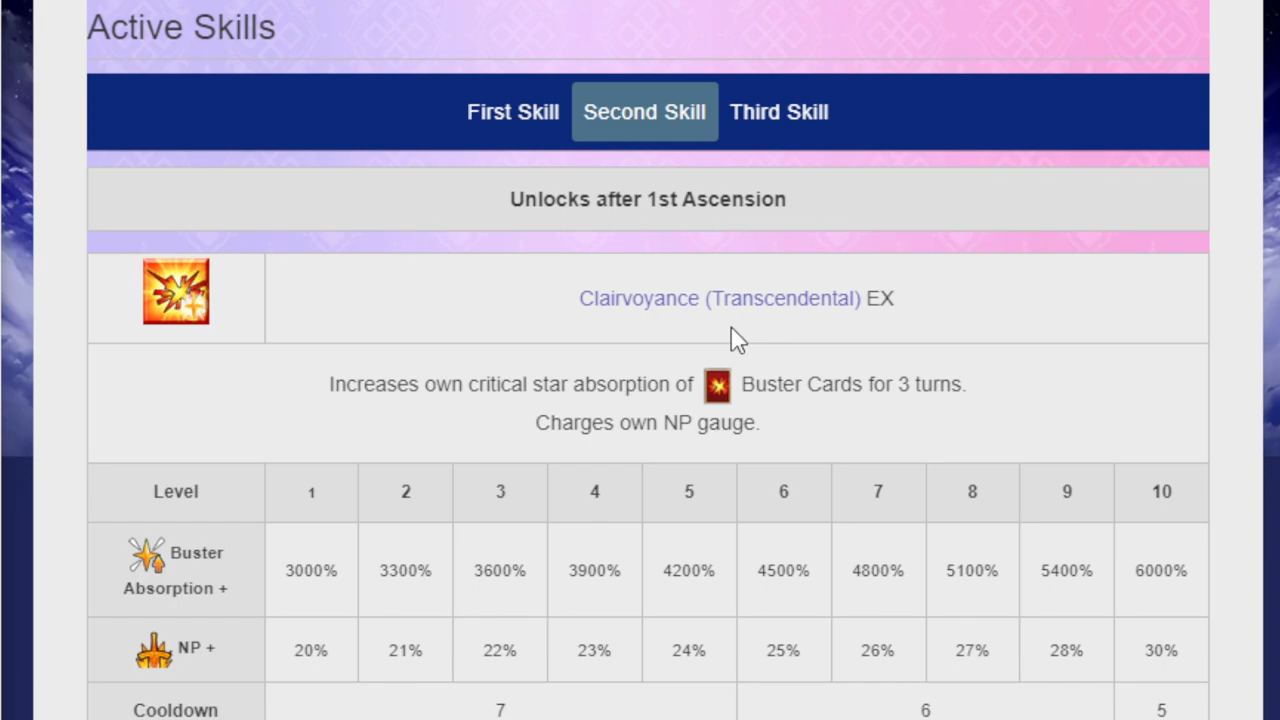 Active Skills
First Skill Second Skill Third Skill
Unlocks after 1st Ascension
Clairvoyance (Transcendental) EX
Increases own critical star absorption of Buster Cards for 3 turns.
Charges own NP gauge.
Level 1 2 3 4 5 6 7 8 9 10
Buster
Absorption + 3000% 3300% 3600% 3900% 4200% 4500% 4800% 5100% 5400% 6000%
NP + 20% 21% 22% 23% 24% 25% 26% 27% 28% 30%
Cooldown 7 6 5